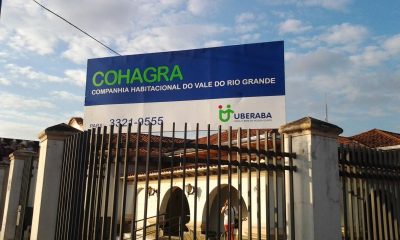 COHAGRA
COMPANHIA HABITACIONAL DO VALE DO RIO GRANDE
3321-9555
UBERABA